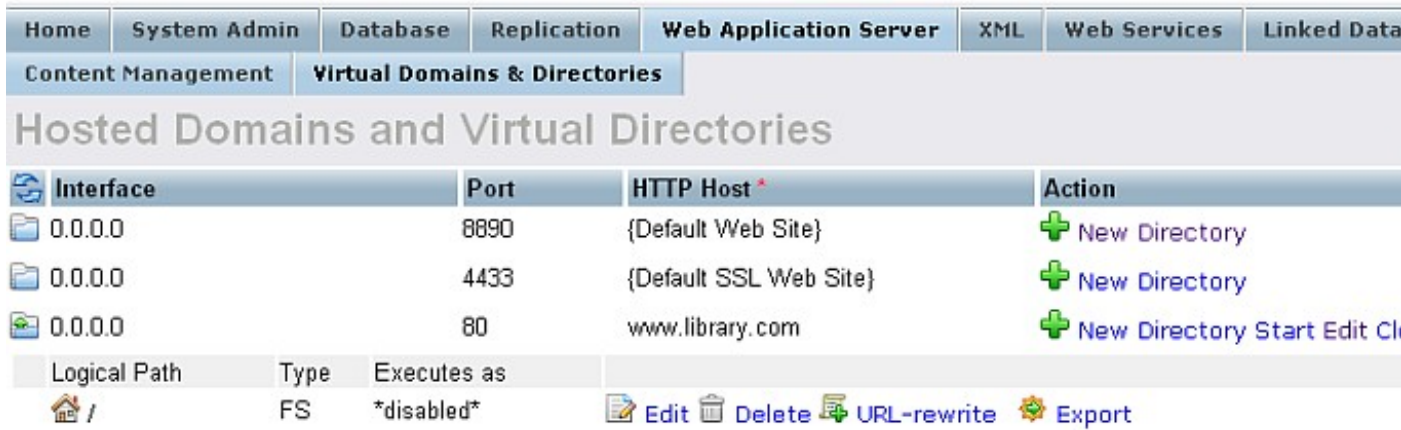 Home System Admin Database Replication Web Application Server XML Web Services Linked Data
Content Management Virtual Domains & Directories
Hosted Domains and Virtual Directories
Interface Port HTTP Host * Action
0.0.0.0 8890 {Default Web Site} New Directory
0.0.0.0 4433 {Default SSL Web Site} New Directory
0.0.0.0 80 www.library.com New Directory Start Edit
Logical Path Type Executes as
/ FS *disabled* Edit Delete URL-rewrite Export